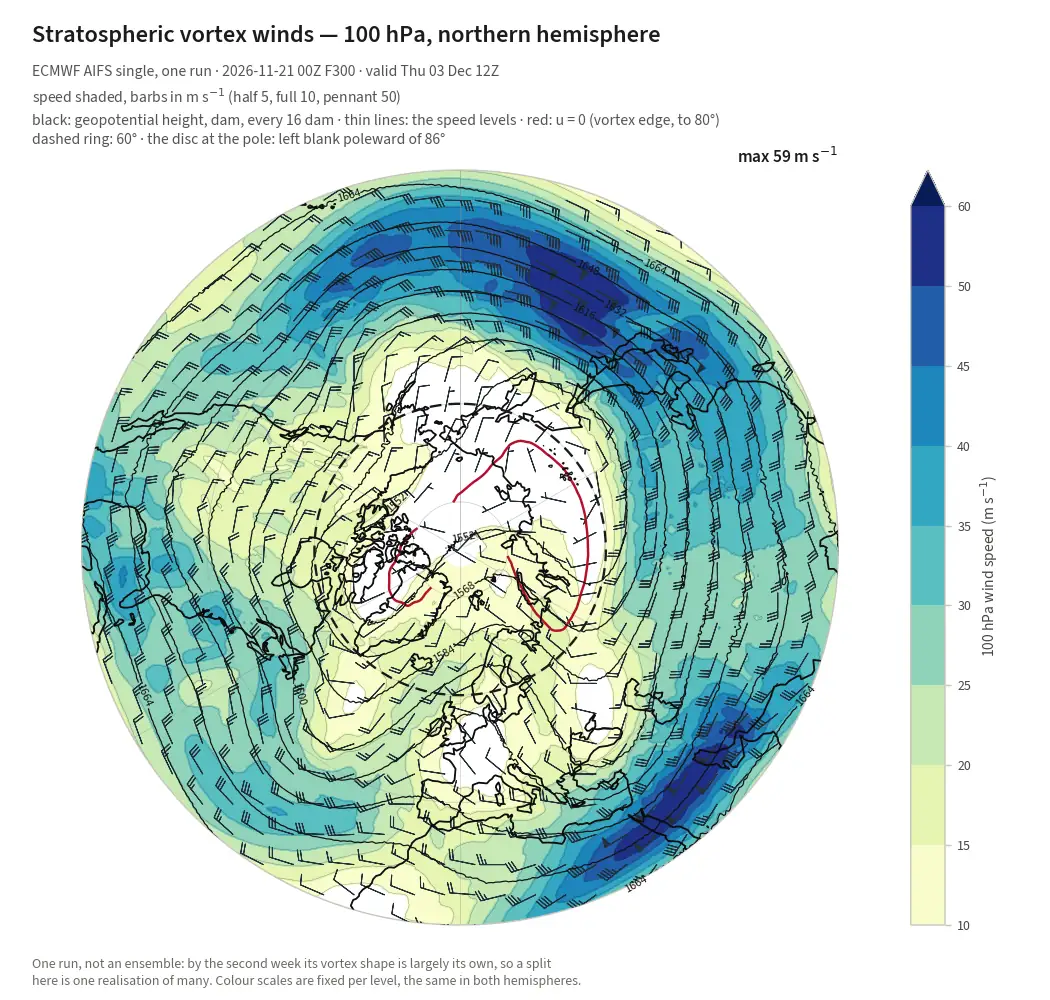 Stratospheric vortex winds — 100 hPa, northern hemisphere
ECMWF AIFS single, one run · 2026-11-21 00Z F300 · valid Thu 03 Dec 12Z
speed shaded, barbs in m s⁻¹ (half 5, full 10, pennant 50)
black: geopotential height, dam, every 16 dam · thin lines: the speed levels · red: u = 0 (vortex edge, to 80°)
dashed ring: 60° · the disc at the pole: left blank poleward of 86°
max 59 m s⁻¹
1664
1648
1664
1632
1616
1552
1568
1584
1600
1664
1664
1664
60
50
45
40
35
30
25
20
15
10
100 hPa wind speed (m s⁻¹)
One run, not an ensemble: by the second week its vortex shape is largely its own, so a split
here is one realisation of many. Colour scales are fixed per level, the same in both hemispheres.